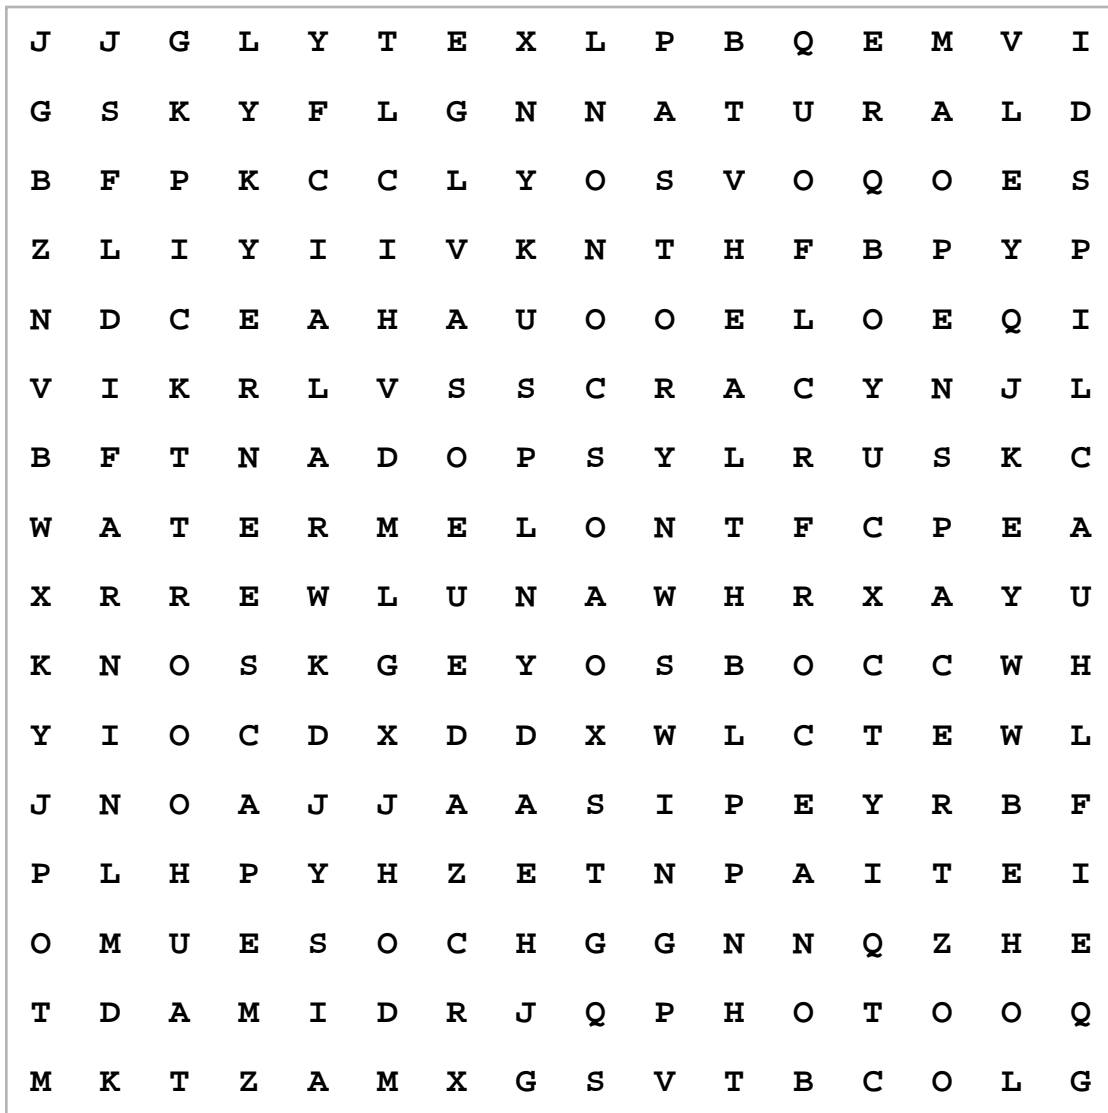 J J G L Y T E X L P B Q E M V I
G S K Y F L G N N A T U R A L D
B F P K C C L Y O S V O Q O E S
Z L I Y I I V K N T H F B P Y P
N D C E A H A U O O E L O E Q I
V I K R L V S S C R A C Y N J L
B F T N A D O P S Y L R U S K C
W A T E R M E L O N T F C P E A
X R R E W L U N A W H R X A Y U
K N O S K G E Y O S B O C C W H
Y I O C D X D D X W L C T E W L
J N O A J J A A S I P E Y R B F
P L H P Y H Z E T N P A I T E I
O M U E S O C H G G N N Q Z H E
T D A M I D R J Q P H O T O O Q
M K T Z A M X G S V T B C O L G